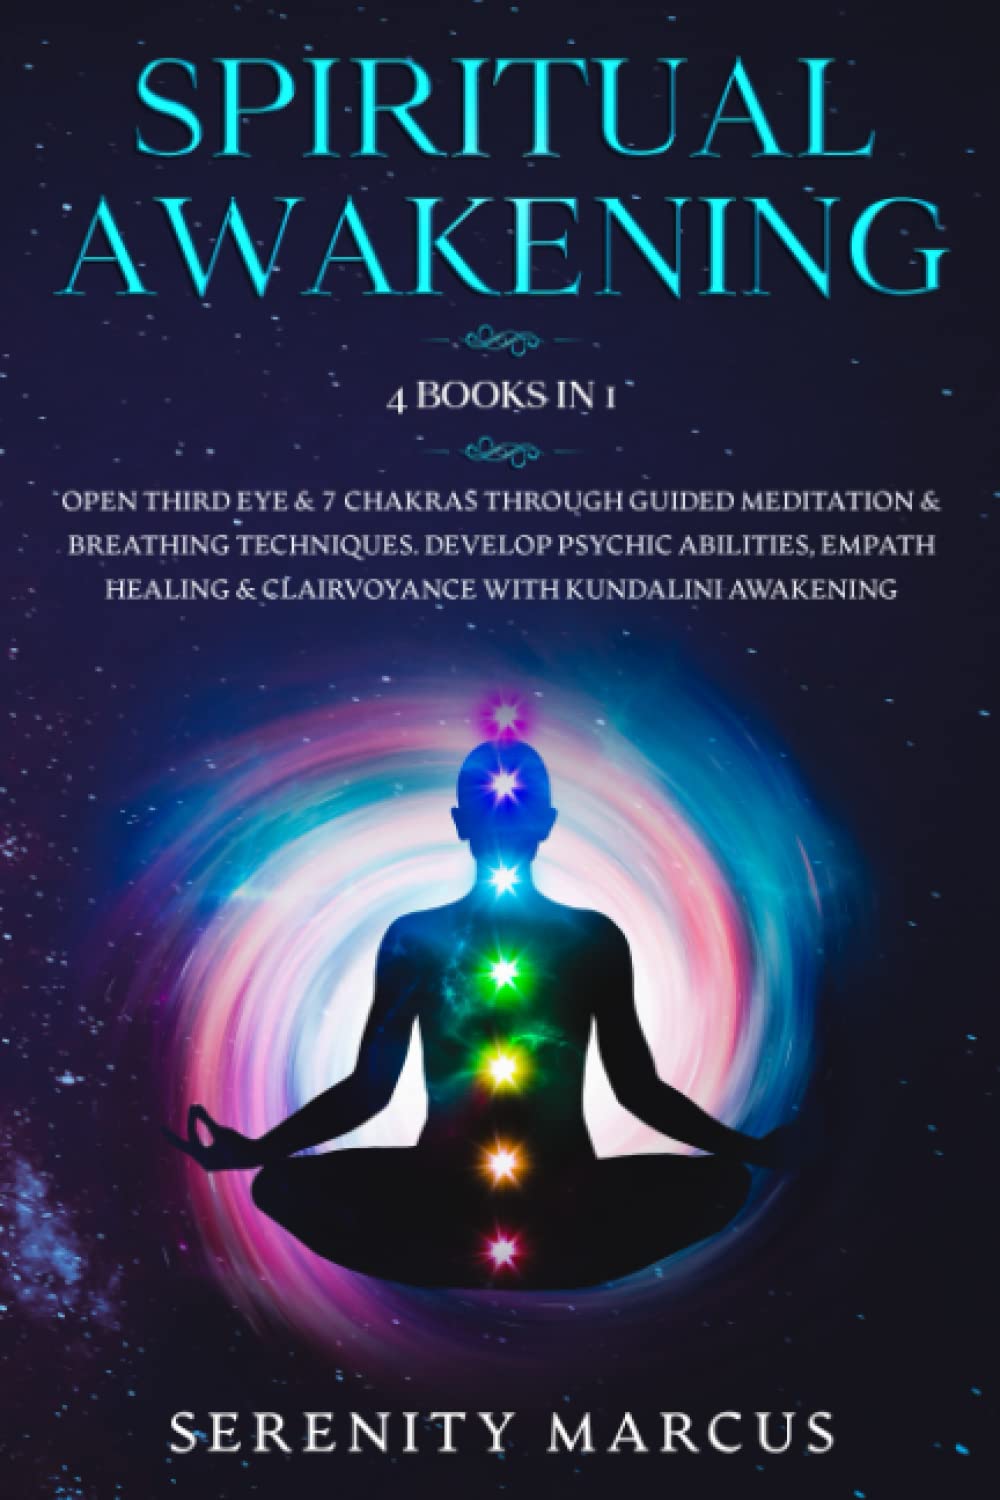 SPIRITUAL
AWAKENING
4 BOOKS IN 1
OPEN THIRD EYE & 7 CHAKRAS THROUGH GUIDED MEDITATION &
BREATHING TECHNIQUES. DEVELOP PSYCHIC ABILITIES, EMPATH
HEALING & CLAIRVOYANCE WITH KUNDALINI AWAKENING
SERENITY MARCUS